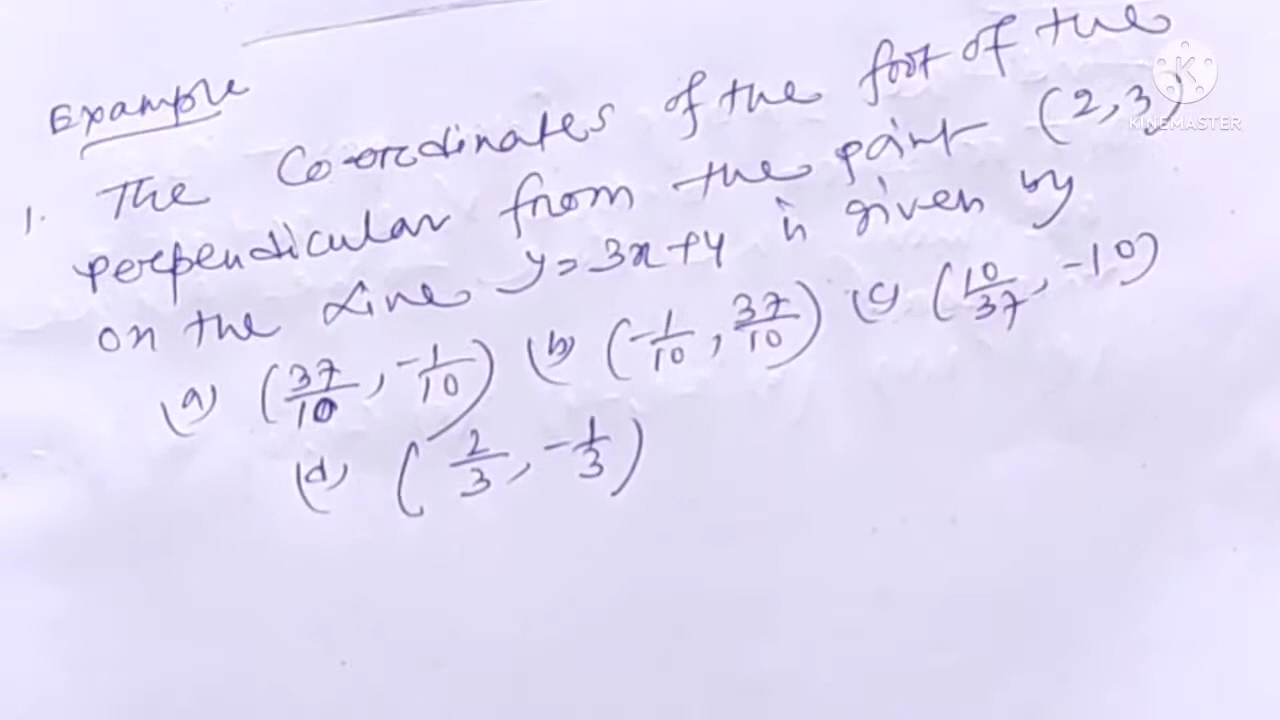 Example
1. The Co-ordinates of the foot of the
perpendicular from the point (2,3)
on the Line y=3x+4 is given by
(a) (37/10, -1/10) (b) (-1/10, 37/10) (c) (10/37, -10)
(d) (2/3, -1/3)
KINEMASTER